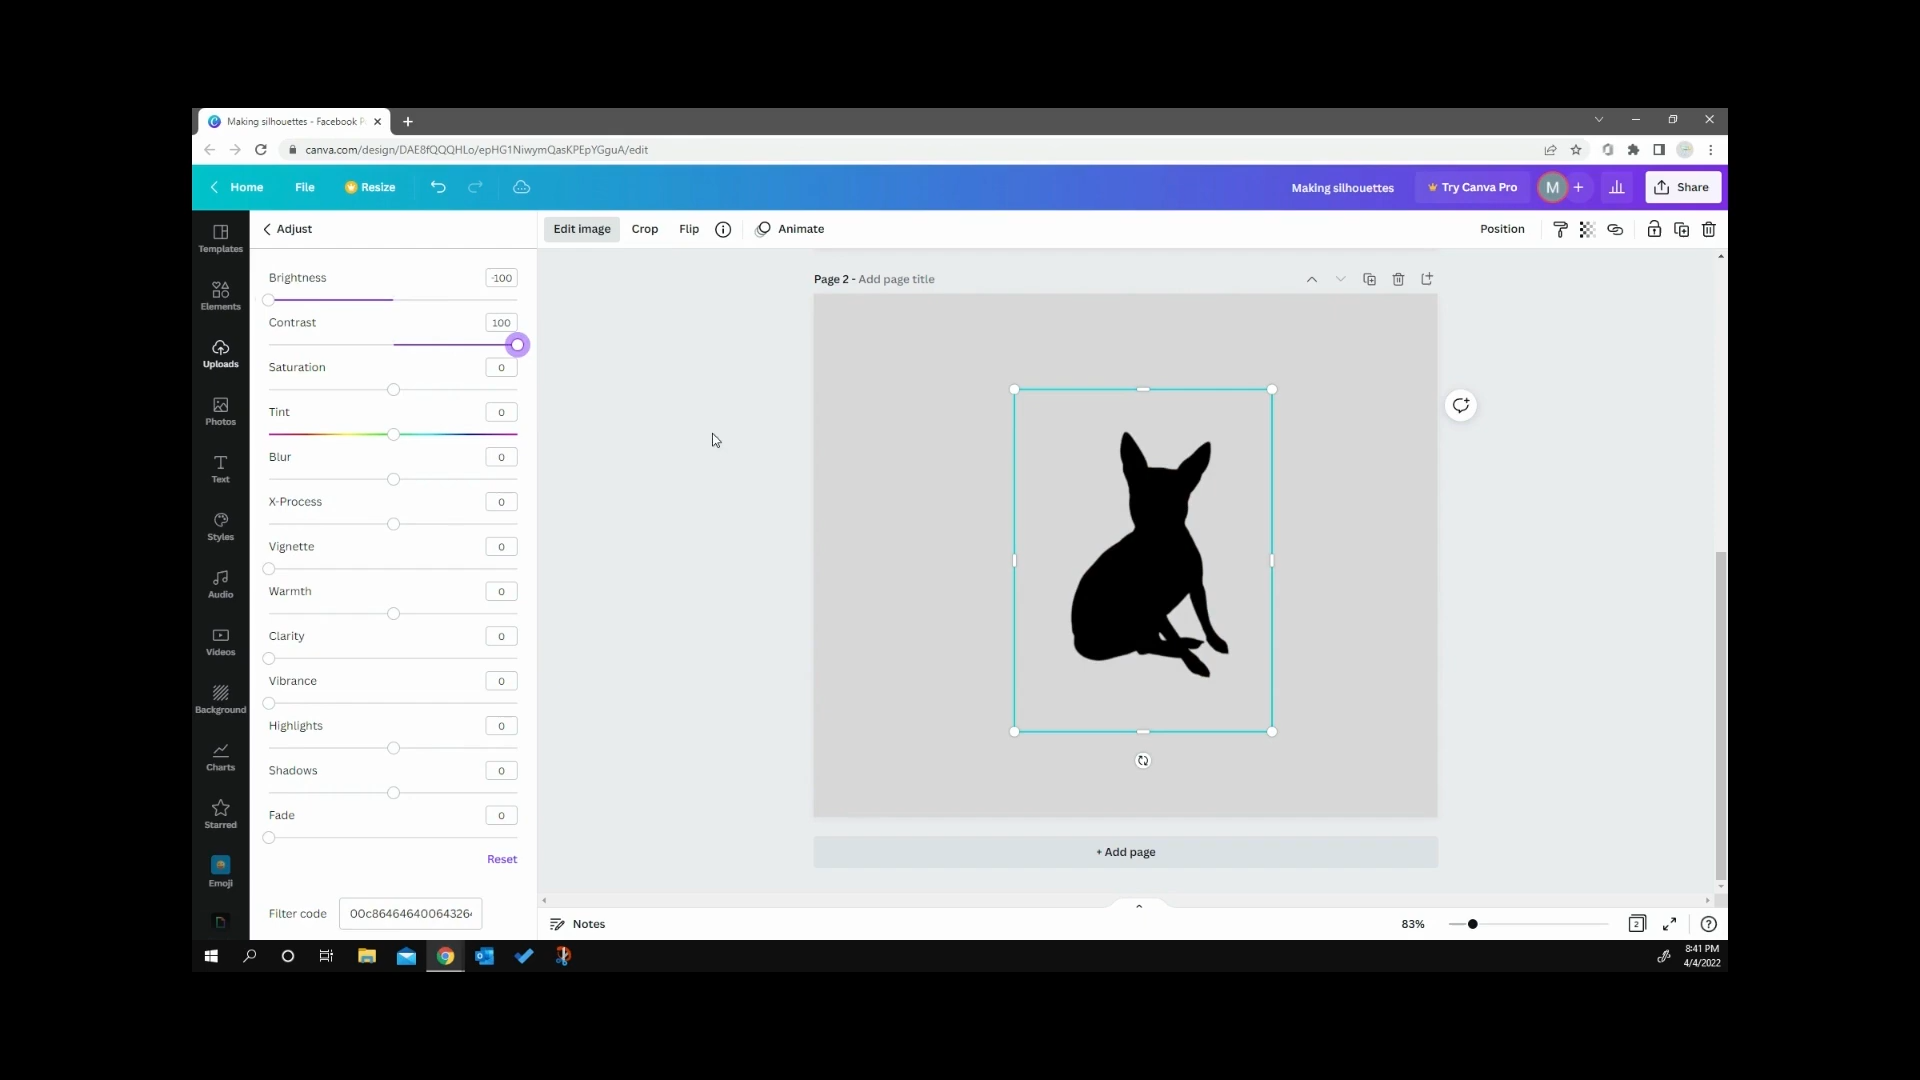 Making silhouettes - Facebook P
canva.com/design/DAE8fQQQHLo/epHG1NiwymQasKPEpYGguA/edit
Home
File
Resize
Making silhouettes
Try Canva Pro
M
+
Share
Templates
Elements
Uploads
Photos
Text
Styles
Audio
Videos
Background
Charts
Starred
Emoji
Adjust
Brightness -100
Contrast 100
Saturation 0
Tint 0
Blur 0
X-Process 0
Vignette 0
Warmth 0
Clarity 0
Vibrance 0
Highlights 0
Shadows 0
Fade 0
Reset
Filter code 00c86464640064326
Edit image
Crop
Flip
Animate
Position
Page 2 - Add page title
+ Add page
Notes
83%
2
8:41 PM
4/4/2022